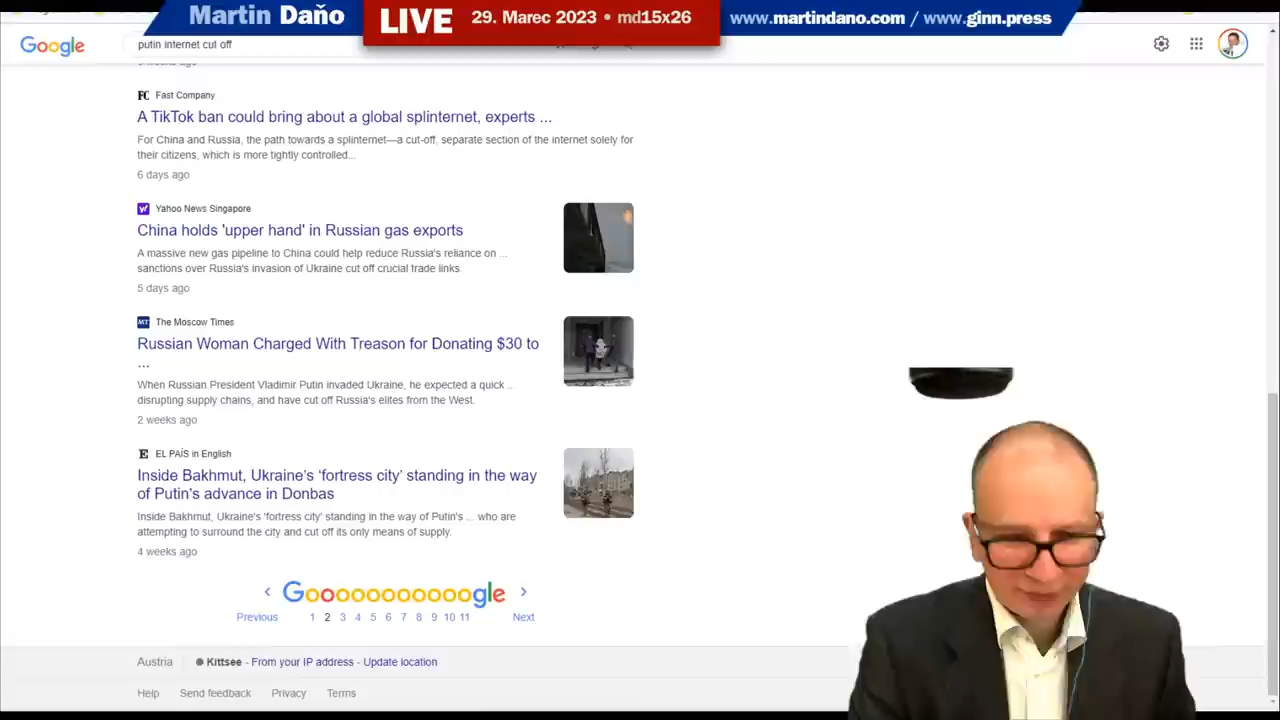 Martin Daňo
LIVE
29. Marec 2023 • md15x26
www.martindano.com / www.ginn.press
Google
putin internet cut off
Fast Company
A TikTok ban could bring about a global splinternet, experts ...
For China and Russia, the path towards a splinternet—a cut-off, separate section of the internet solely for
their citizens, which is more tightly controlled...
6 days ago
Yahoo News Singapore
China holds 'upper hand' in Russian gas exports
A massive new gas pipeline to China could help reduce Russia's reliance on ...
sanctions over Russia's invasion of Ukraine cut off crucial trade links.
5 days ago
MT
The Moscow Times
Russian Woman Charged With Treason for Donating $30 to
...
When Russian President Vladimir Putin invaded Ukraine, he expected a quick ...
disrupting supply chains, and have cut off Russia's elites from the West.
2 weeks ago
E
EL PAÍS in English
Inside Bakhmut, Ukraine's ‘fortress city’ standing in the way
of Putin's advance in Donbas
Inside Bakhmut, Ukraine's 'fortress city' standing in the way of Putin's ... who are
attempting to surround the city and cut off its only means of supply.
4 weeks ago
Goooooooooogle
Previous 1 2 3 4 5 6 7 8 9 10 11 Next
Austria
Kittsee - From your IP address - Update location
Help Send feedback Privacy Terms